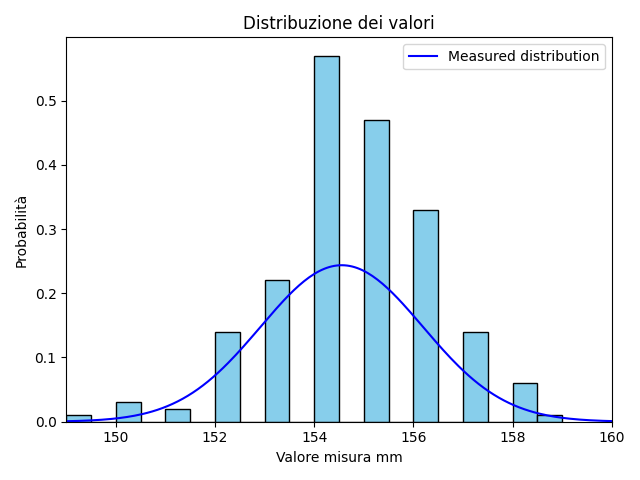 Distribuzione dei valori
Measured distribution
Probabilità
0.5
0.4
0.3
0.2
0.1
0.0
150 152 154 156 158 160
Valore misura mm